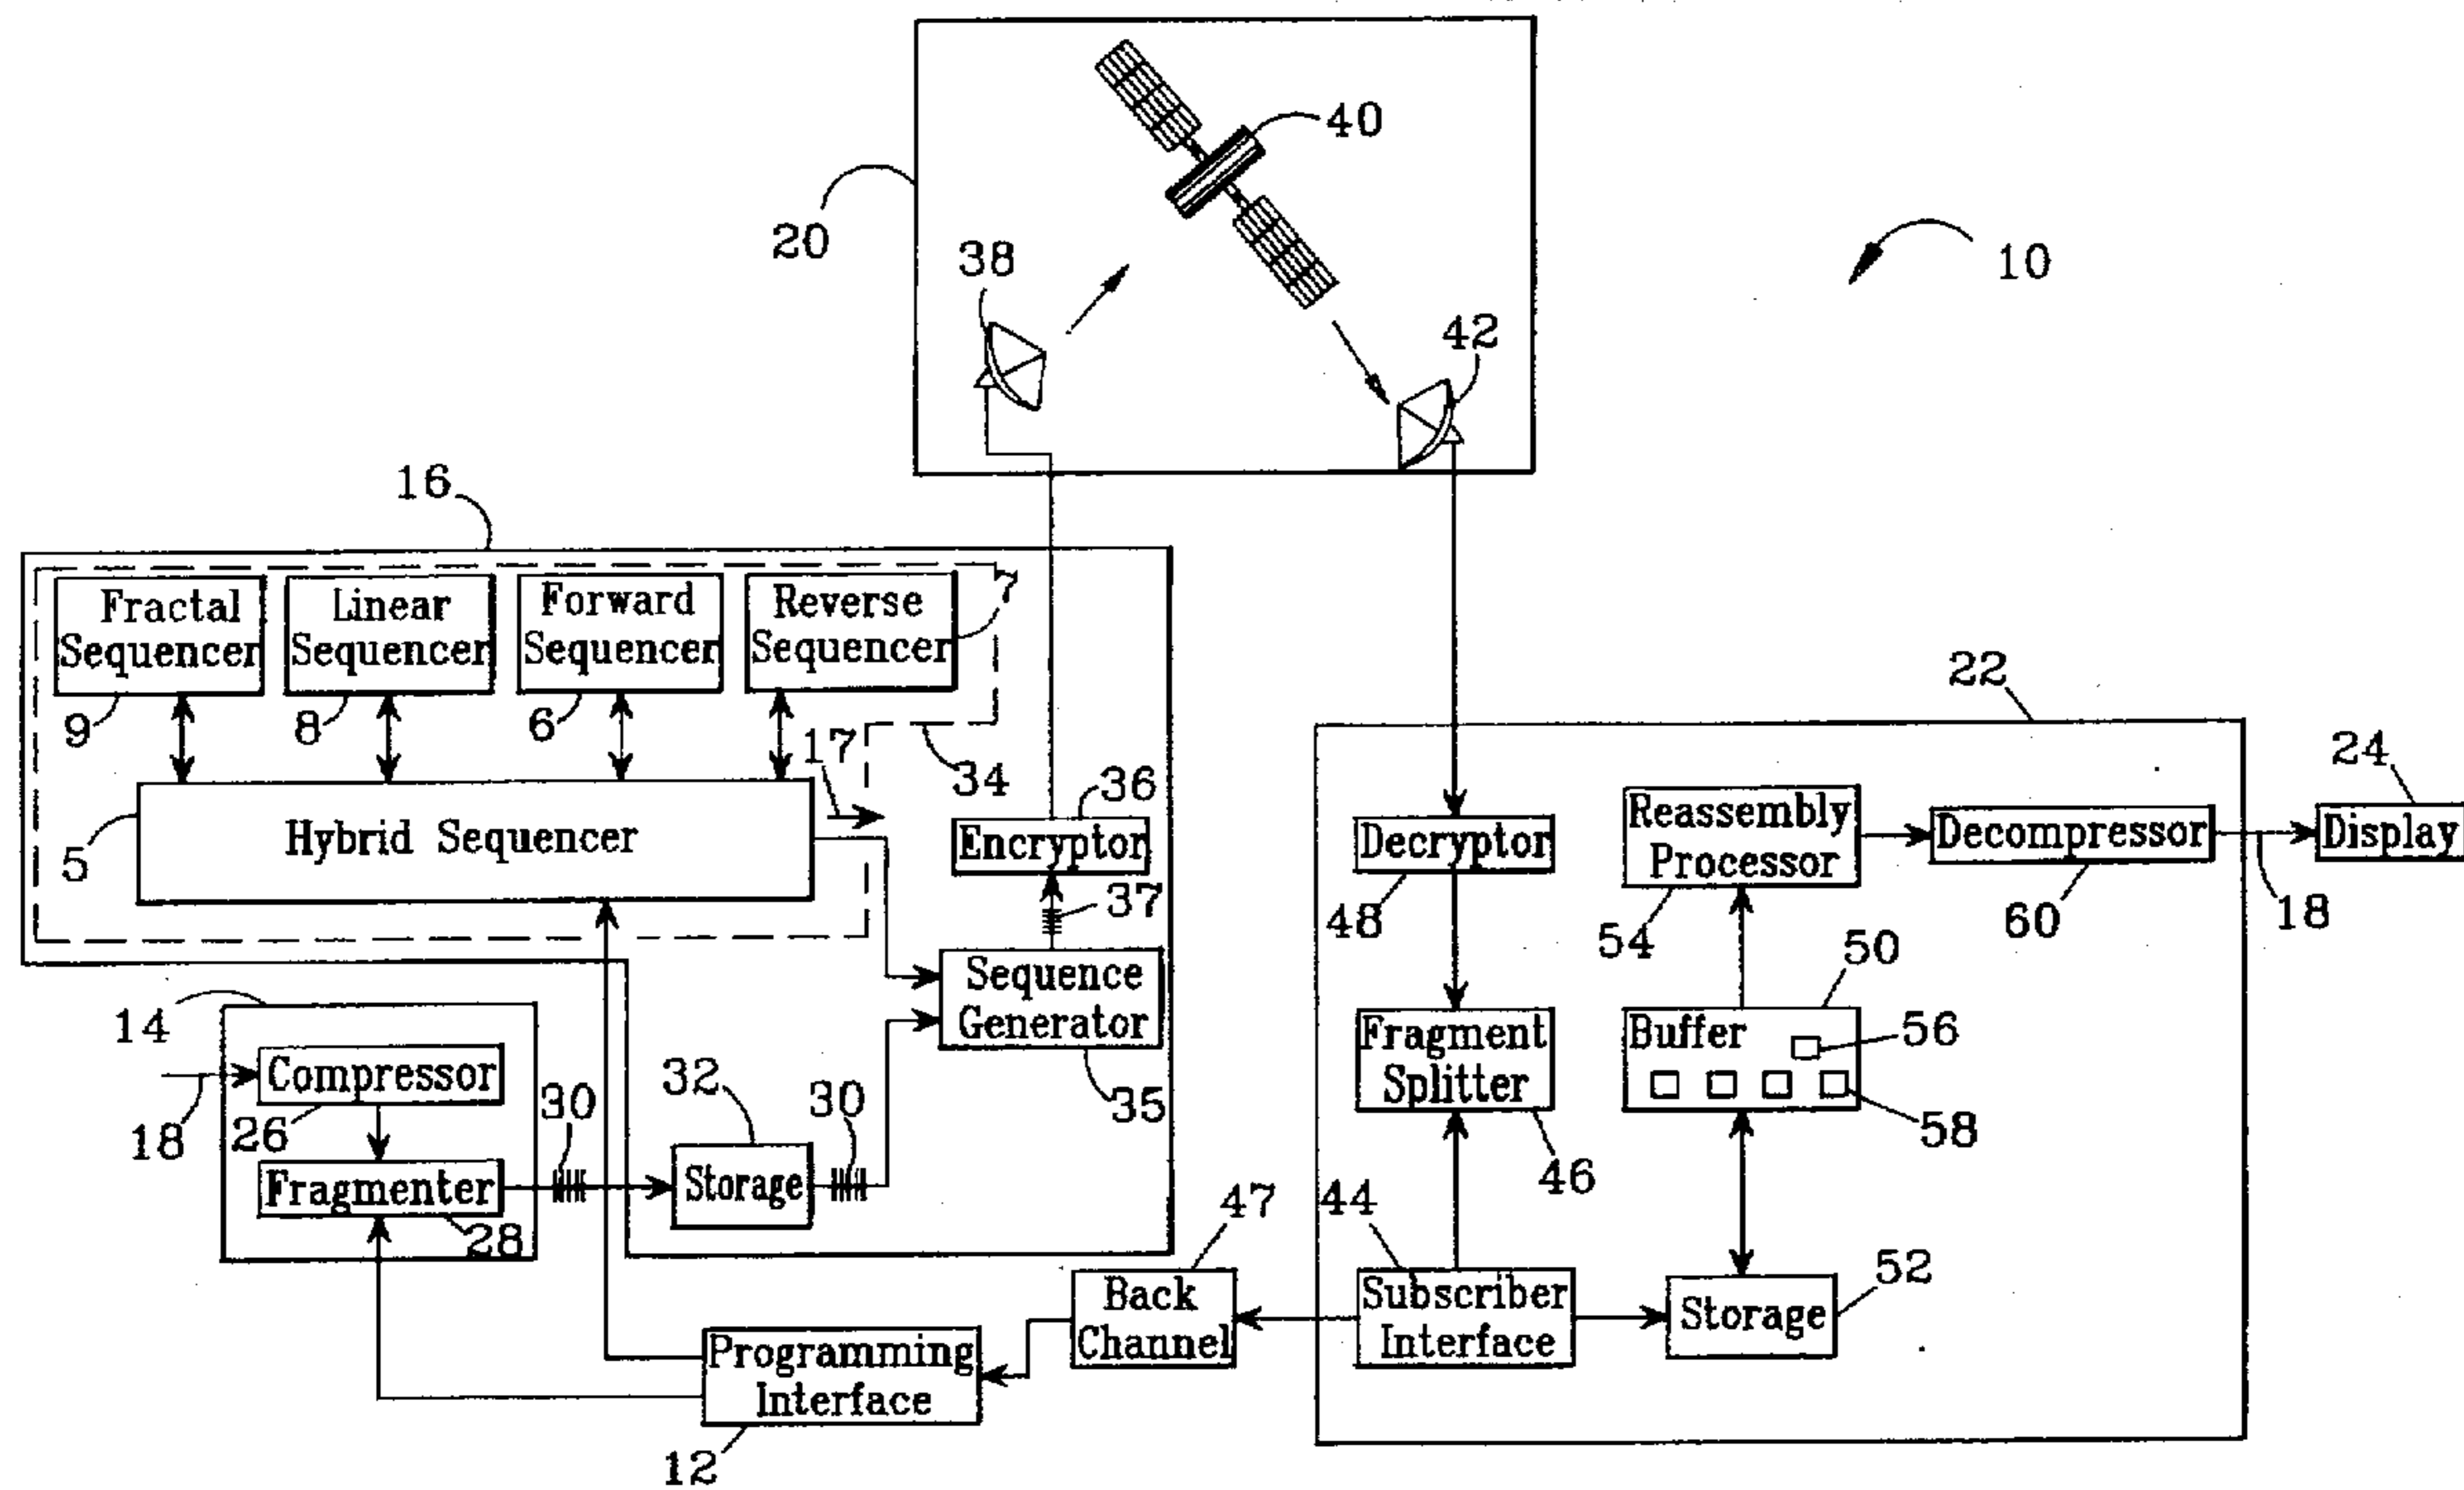 40
20
38
10
42
16
7
Fractal
Sequencer
Linear
Sequencer
Forward
Sequencer
Reverse
Sequencer
9
8
6
17
34
22
24
5
Hybrid Sequencer
36
Encryptor
37
Decryptor
48
Reassembly
Processor
54
Decompressor
60
Display
18
14
Sequence
Generator
35
Fragment
Splitter
46
50
Buffer
56
58
Compressor
18
26
30
32
30
Fragmenter
28
Storage
47
44
52
Back
Channel
Subscriber
Interface
Storage
Programming
Interface
12